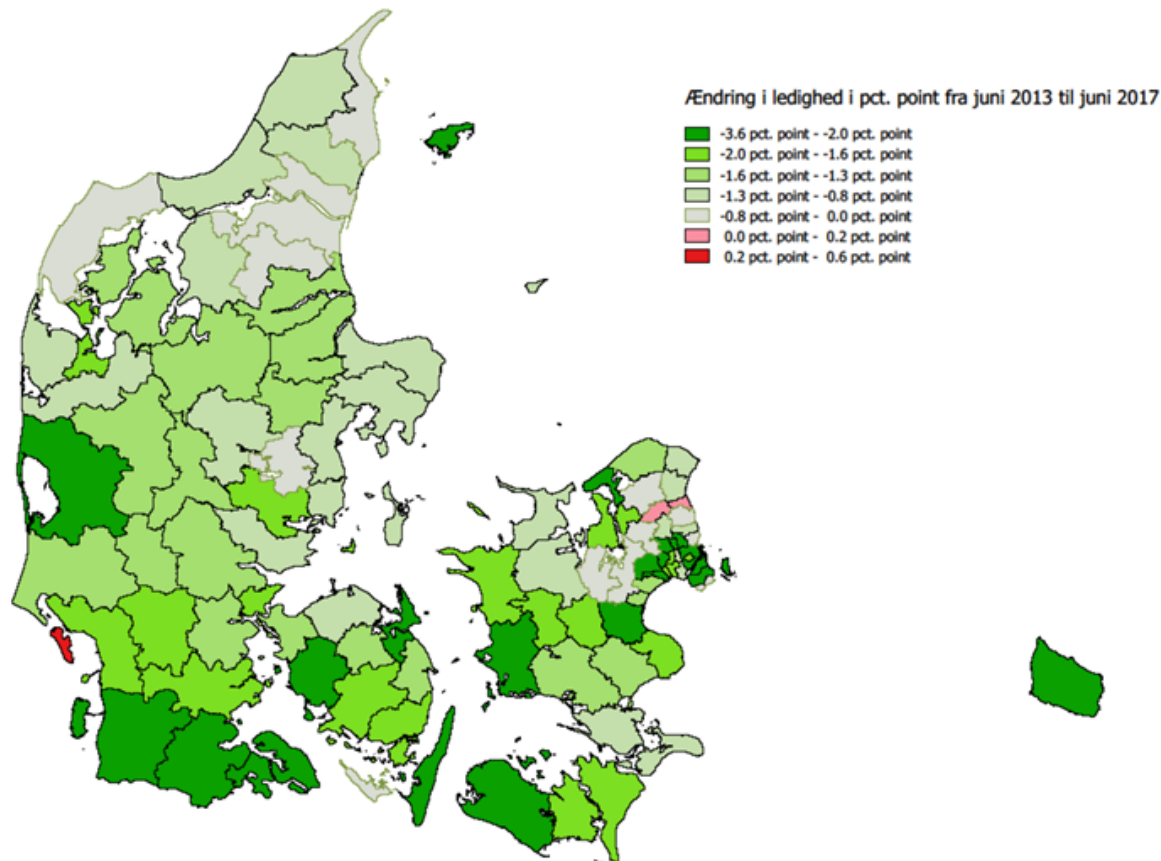 Ændring i ledighed i pct. point fra juni 2013 til juni 2017
-3.6 pct. point - -2.0 pct. point
-2.0 pct. point - -1.6 pct. point
-1.6 pct. point - -1.3 pct. point
-1.3 pct. point - -0.8 pct. point
-0.8 pct. point - 0.0 pct. point
0.0 pct. point - 0.2 pct. point
0.2 pct. point - 0.6 pct. point